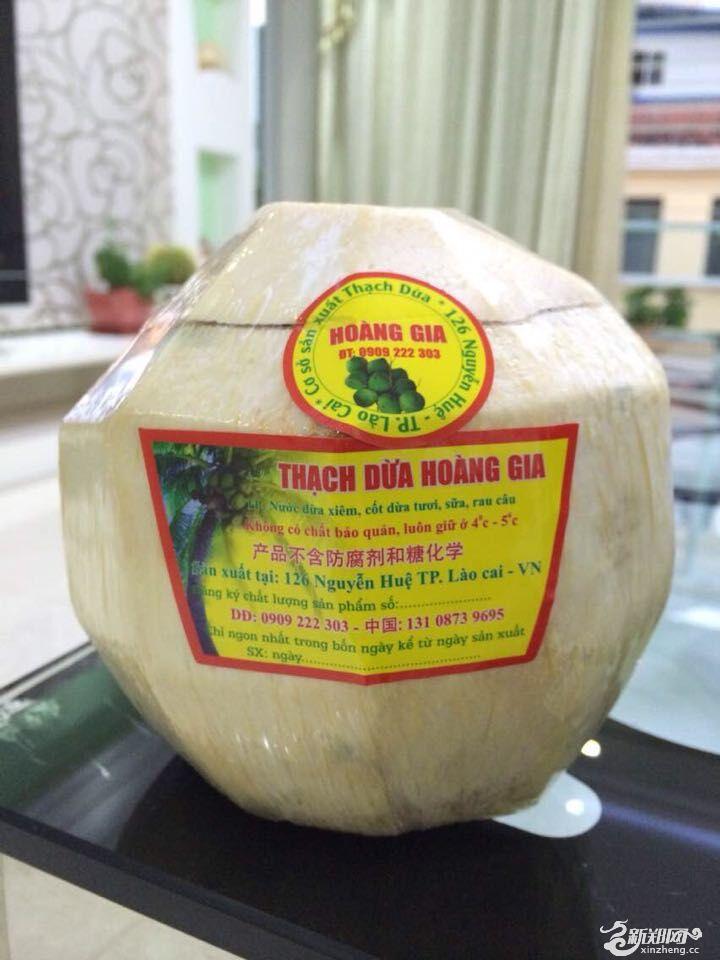 Cơ sở sản xuất Thạch Dừa * 126 Nguyễn Huệ - TP. Lào Cai *
HOÀNG GIA
ĐT: 0909 222 303
THẠCH DỪA HOÀNG GIA
Nước dừa xiêm, cốt dừa tươi, sữa, rau câu
Không có chất bảo quản, luôn giữ ở 4°c - 5°c
产品不含防腐剂和糖化学
Sản xuất tại: 126 Nguyễn Huệ TP. Lào cai - VN
Đăng ký chất lượng sản phẩm số:....................
DĐ: 0909 222 303 - 中国: 131 0873 9695
Chỉ ngon nhất trong bốn ngày kể từ ngày sản xuất
SX: ngày........................................
新郑网
xinzheng.cc